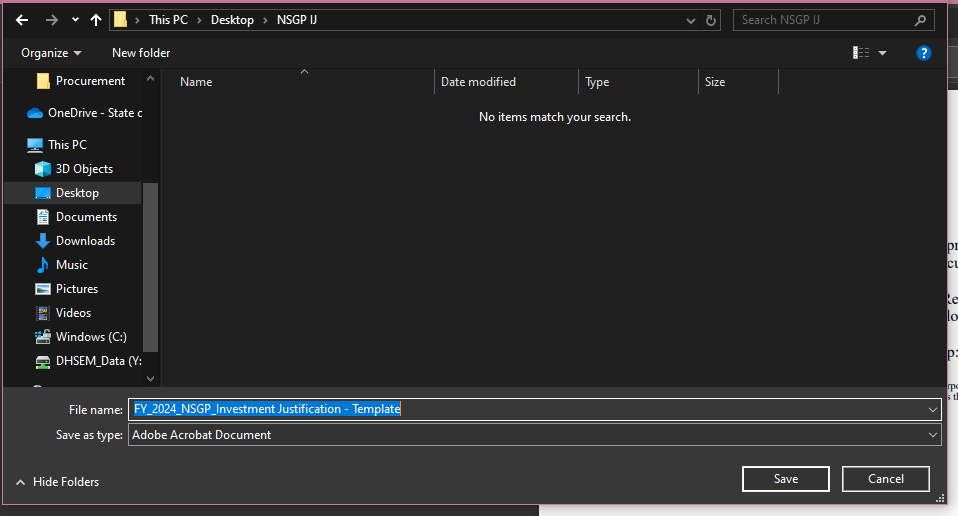 This PC > Desktop > NSGP IJ
Search NSGP IJ
Organize
New folder
Name
Date modified
Type
Size
No items match your search.
Procurement
OneDrive - State c
This PC
3D Objects
Desktop
Documents
Downloads
Music
Pictures
Videos
Windows (C:)
DHSEM_Data (Y:
File name: FY_2024_NSGP_Investment Justification - Template
Save as type: Adobe Acrobat Document
Hide Folders
Save
Cancel